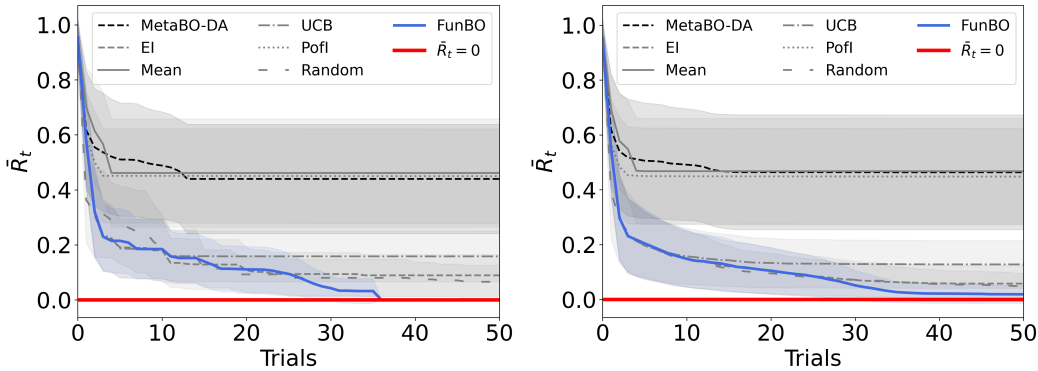 MetaBO-DA UCB FunBO
EI PofI R̄t = 0
Mean Random
1.0
0.8
0.6
0.4
0.2
0.0
R̄t
0 10 20 30 40 50
Trials
MetaBO-DA UCB FunBO
EI PofI R̄t = 0
Mean Random
1.0
0.8
0.6
0.4
0.2
0.0
R̄t
0 10 20 30 40 50
Trials